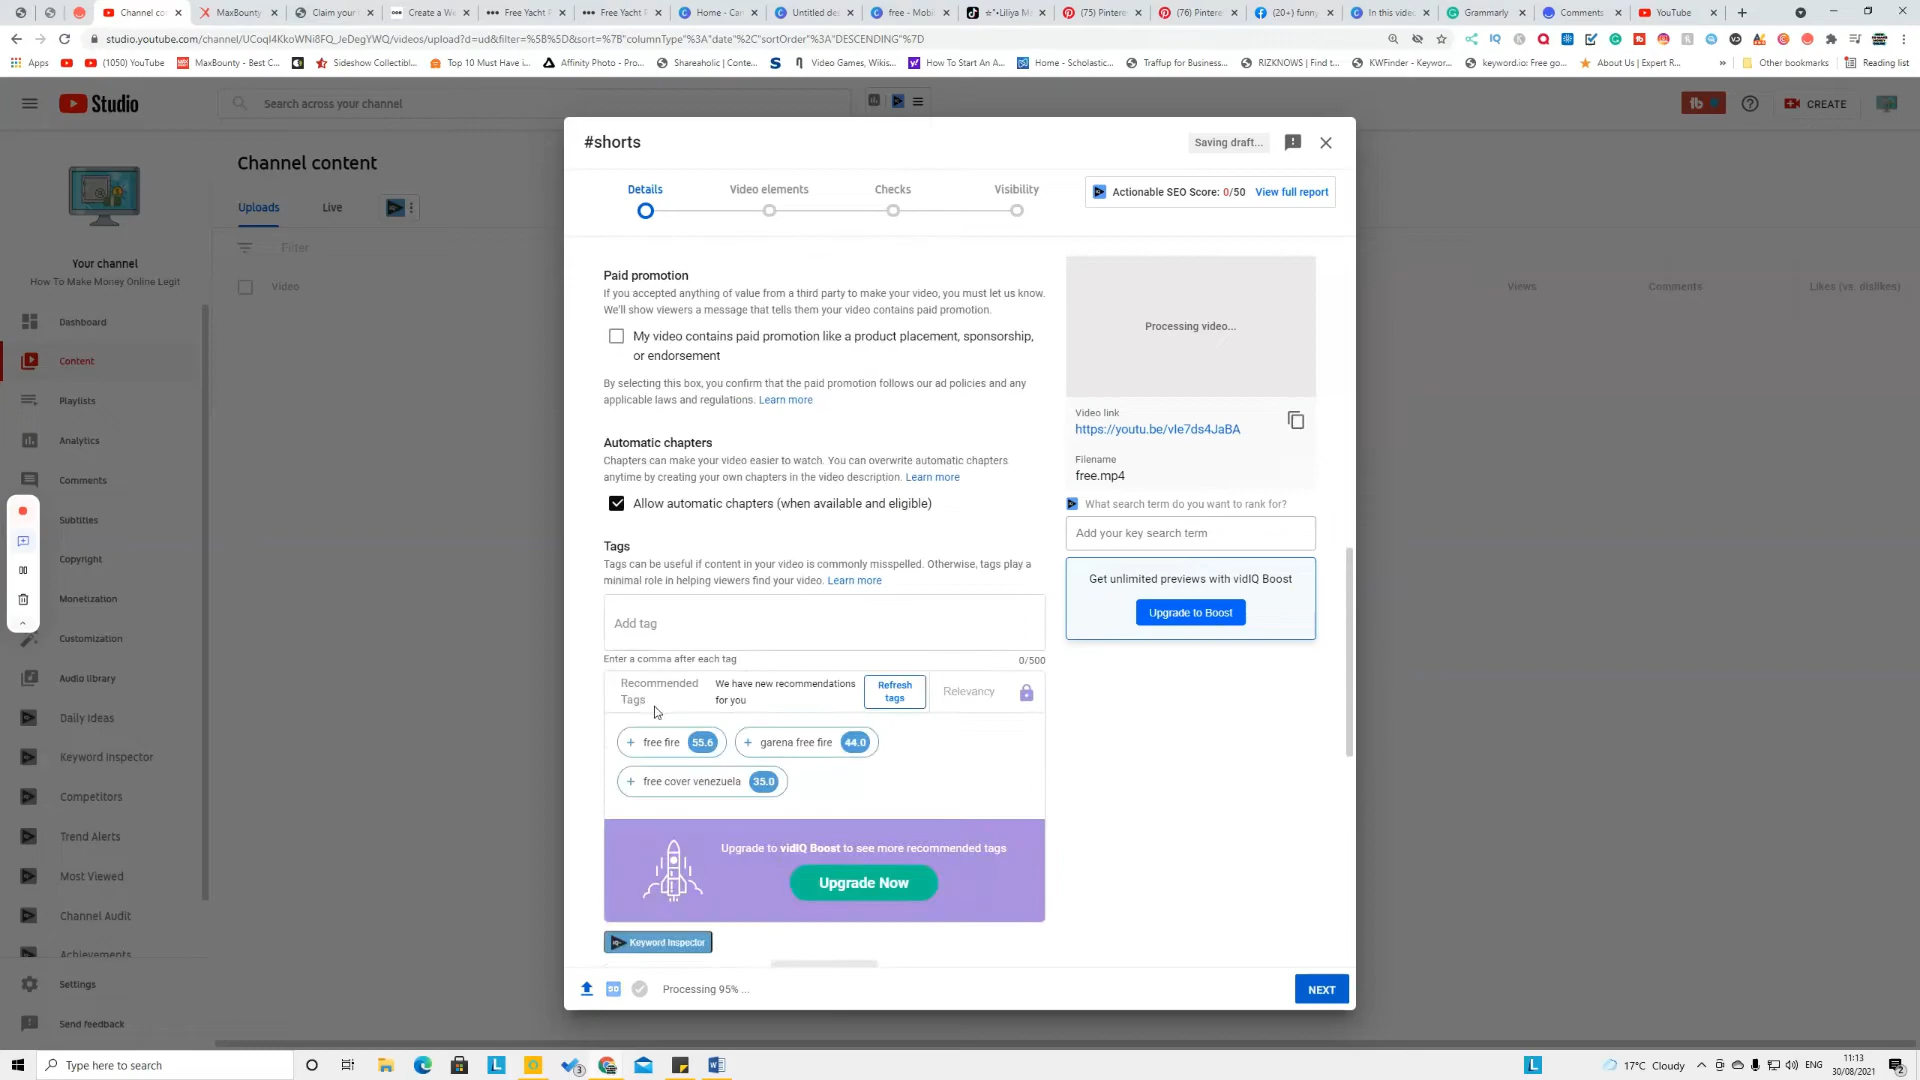 Channel con
MaxBounty
Claim your
Create a We
Free Yacht F
Free Yacht F
Home - Can
Untitled des
free - Mobil
☆"•Liliya Mo
(75) Pinteres
(76) Pinteres
(20+) funny
In this video
Grammarly
Comments
YouTube
studio.youtube.com/channel/UCoqI4KkoWNi8FQ_JeDegYWQ/videos/upload?d=ud&filter=%5B%5D&sort=%7B"columnType"%3A"date"%2C"sortOrder"%3A"DESCENDING"%7D
Apps
(1050) YouTube
MaxBounty - Best C...
Sideshow Collectibl...
Top 10 Must Have i...
Affinity Photo - Pro...
Shareaholic | Conte...
Video Games, Wikis...
How To Start An A...
Home - Scholastic...
Traffup for Business...
RIZKNOWS | Find t...
KWFinder - Keywor...
keyword.io: Free go...
About Us | Expert R...
»
Other bookmarks
Reading list
Studio
Search across your channel
CREATE
Channel content
Uploads
Live
Filter
Video
Views
Comments
Likes (vs. dislikes)
Your channel
How To Make Money Online Legit
Dashboard
Content
Playlists
Analytics
Comments
Subtitles
Copyright
Monetization
Customization
Audio library
Daily Ideas
Keyword Inspector
Competitors
Trend Alerts
Most Viewed
Channel Audit
Achievements
Settings
Send feedback
#shorts
Saving draft...
Details
Video elements
Checks
Visibility
Actionable SEO Score: 0/50 View full report
Paid promotion
If you accepted anything of value from a third party to make your video, you must let us know.
We'll show viewers a message that tells them your video contains paid promotion.
My video contains paid promotion like a product placement, sponsorship,
or endorsement
By selecting this box, you confirm that the paid promotion follows our ad policies and any
applicable laws and regulations. Learn more
Automatic chapters
Chapters can make your video easier to watch. You can overwrite automatic chapters
anytime by creating your own chapters in the video description. Learn more
Allow automatic chapters (when available and eligible)
Tags
Tags can be useful if content in your video is commonly misspelled. Otherwise, tags play a
minimal role in helping viewers find your video. Learn more
Add tag
Enter a comma after each tag
0/500
Recommended
Tags
We have new recommendations
for you
Refresh
tags
Relevancy
+ free fire 55.6
+ garena free fire 44.0
+ free cover venezuela 35.0
Upgrade to vidIQ Boost to see more recommended tags
Upgrade Now
Keyword Inspector
Processing video...
Video link
https://youtu.be/vIe7ds4JaBA
Filename
free.mp4
What search term do you want to rank for?
Add your key search term
Get unlimited previews with vidIQ Boost
Upgrade to Boost
SD
Processing 95% ...
NEXT
Type here to search
17°C Cloudy
ENG
11:13
30/08/2021